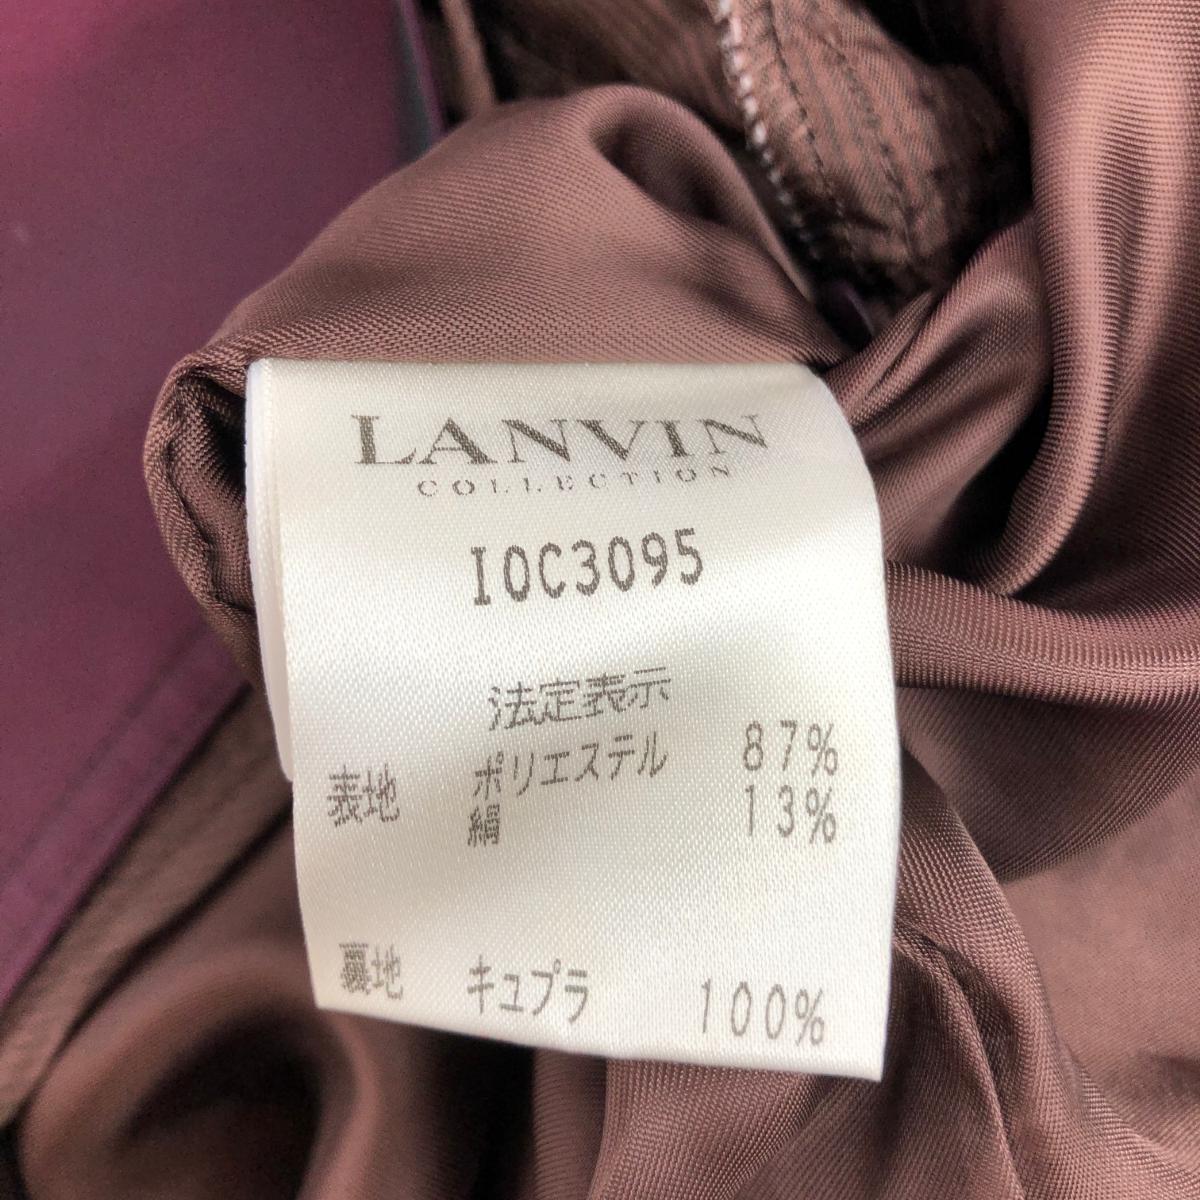 LANVIN
COLLECTION
IOC3095
法定表示
表地 ポリエステル 87%
絹 13%
裏地 キュプラ 100%